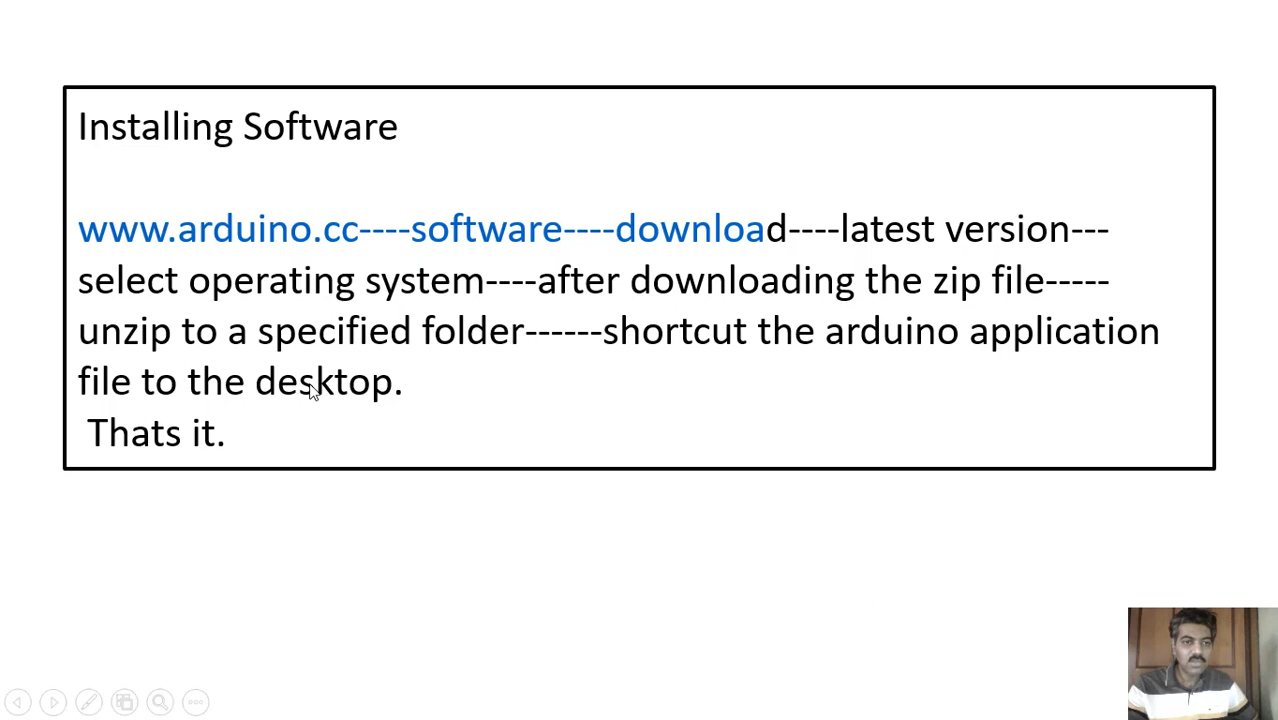 Installing Software
www.arduino.cc----software----download----latest version---
select operating system----after downloading the zip file-----
unzip to a specified folder------shortcut the arduino application
file to the desktop.
Thats it.